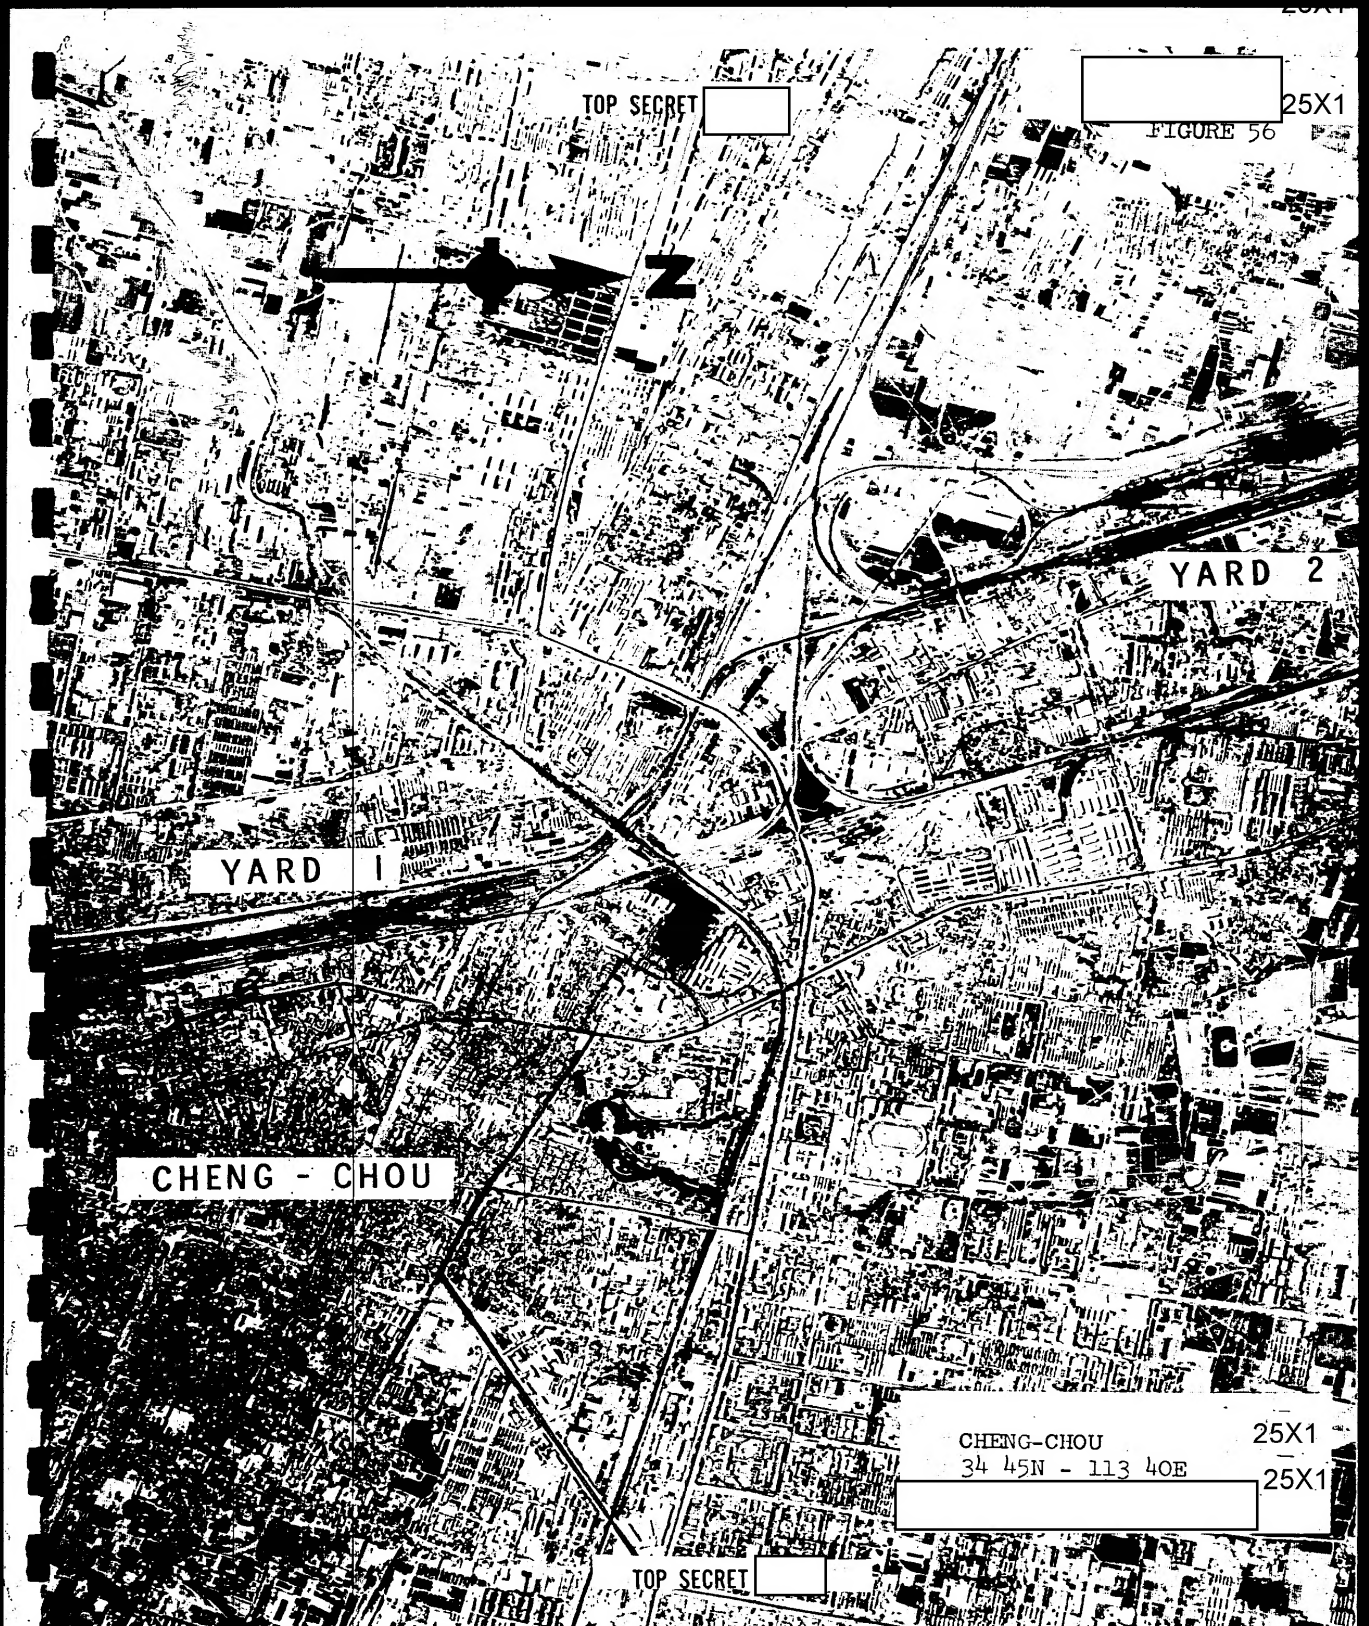 TOP SECRET
25X1
FIGURE 56
N
YARD 2
YARD 1
CHENG - CHOU
CHENG-CHOU
34 45N - 113 40E
25X1
25X1
TOP SECRET